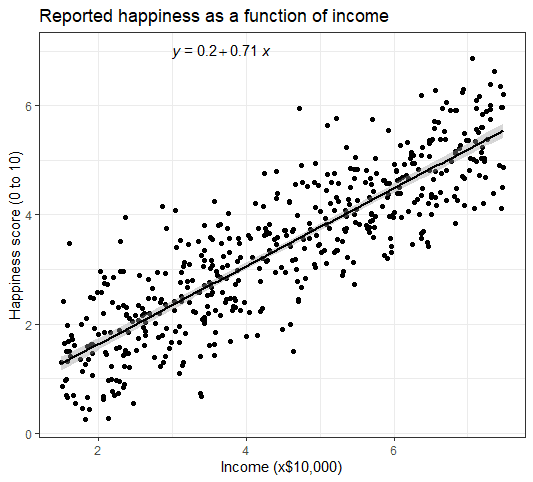 Reported happiness as a function of income
y = 0.2 + 0.71 x
Happiness score (0 to 10)
6
4
2
0
2
4
6
Income (x$10,000)